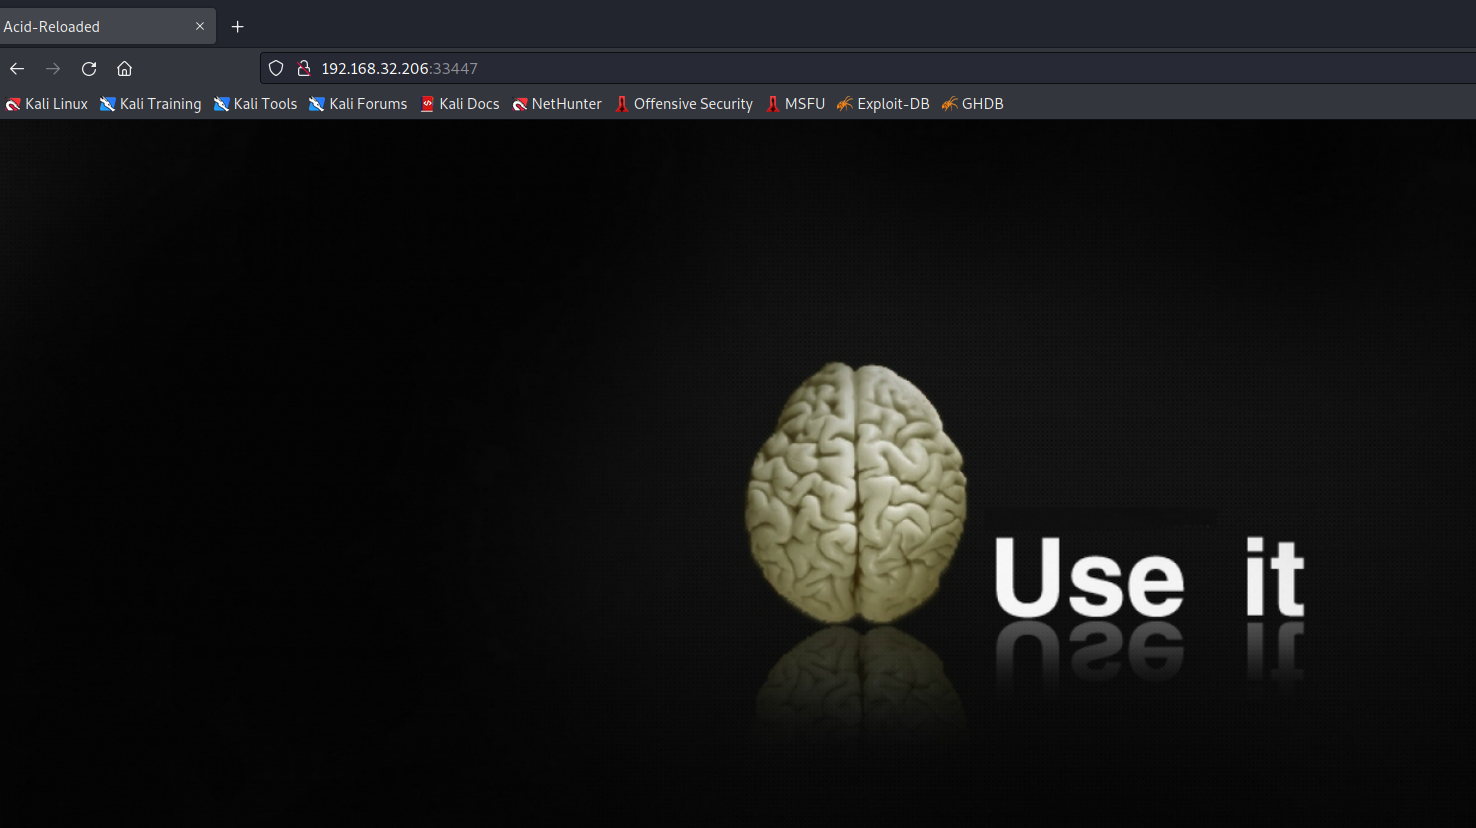 Acid-Reloaded
192.168.32.206:33447
Kali Linux Kali Training Kali Tools Kali Forums Kali Docs NetHunter Offensive Security MSFU Exploit-DB GHDB
Use it